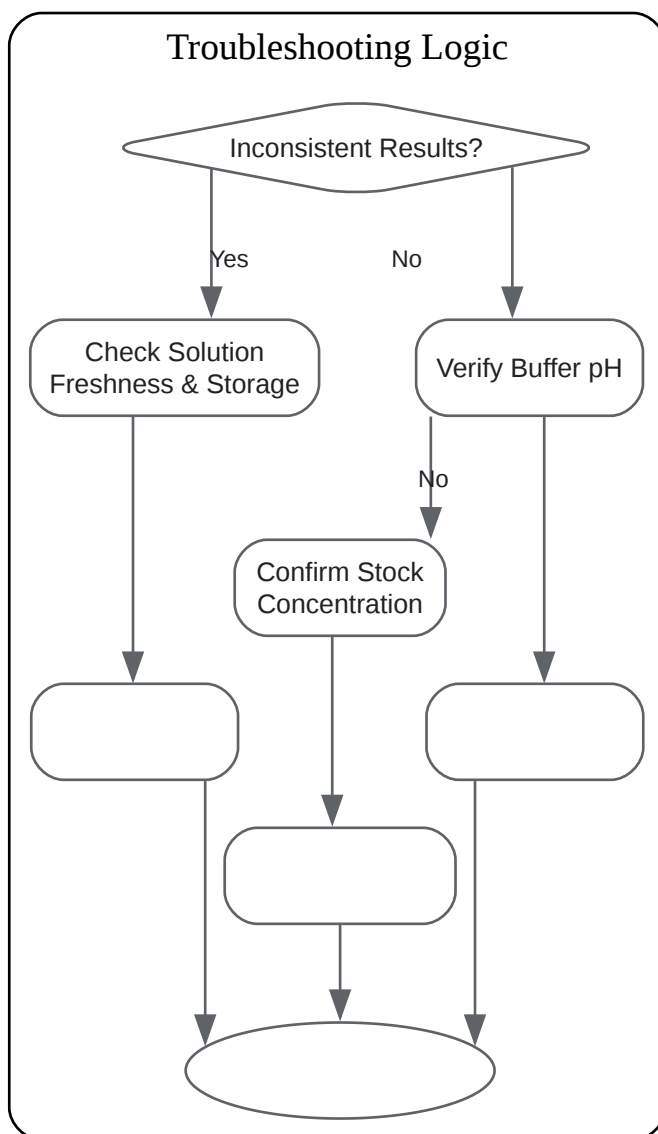 Troubleshooting Logic
Inconsistent Results?
Yes
No
Check Solution
Freshness & Storage
Verify Buffer pH
No
Confirm Stock
Concentration